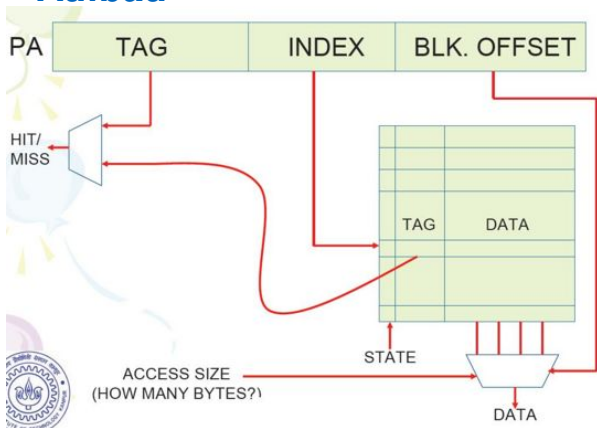 PA TAG INDEX BLK. OFFSET
HIT/
MISS
TAG DATA
STATE
ACCESS SIZE
(HOW MANY BYTES?)
DATA